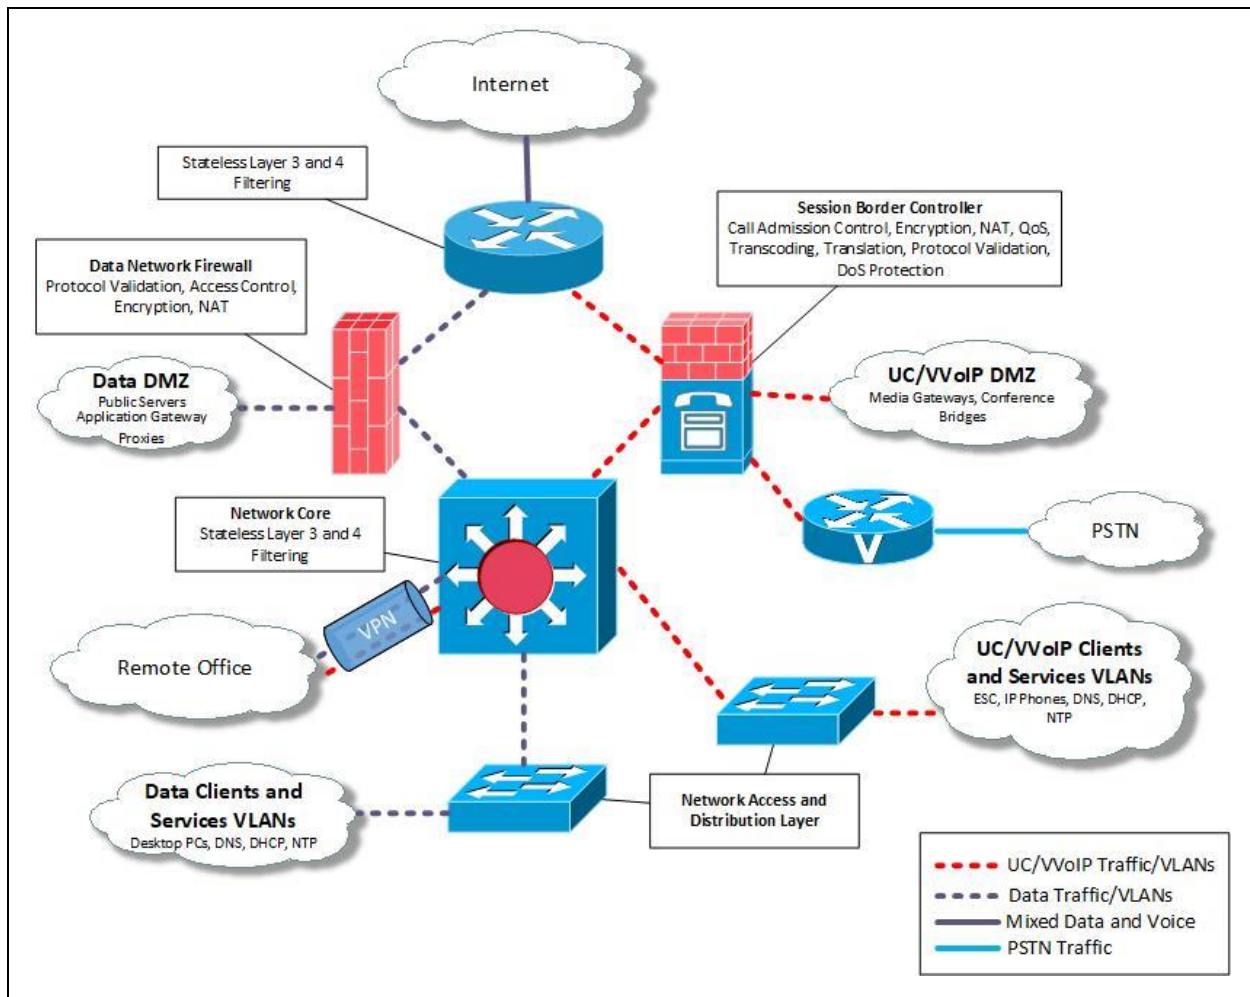 Internet
Stateless Layer 3 and 4
Filtering
Session Border Controller
Call Admission Control, Encryption, NAT, QoS,
Transcoding, Translation, Protocol Validation,
DoS Protection
Data Network Firewall
Protocol Validation, Access Control,
Encryption, NAT
Data DMZ
Public Servers
Application Gateway
Proxies
UC/VVoIP DMZ
Media Gateways, Conference
Bridges
Network Core
Stateless Layer 3 and 4
Filtering
V
PSTN
VPN
Remote Office
UC/VVoIP Clients
and Services VLANs
ESC, IP Phones, DNS, DHCP,
NTP
Data Clients and
Services VLANs
Desktop PCs, DNS, DHCP, NTP
Network Access and
Distribution Layer
UC/VVoIP Traffic/VLANs
Data Traffic/VLANs
Mixed Data and Voice
PSTN Traffic